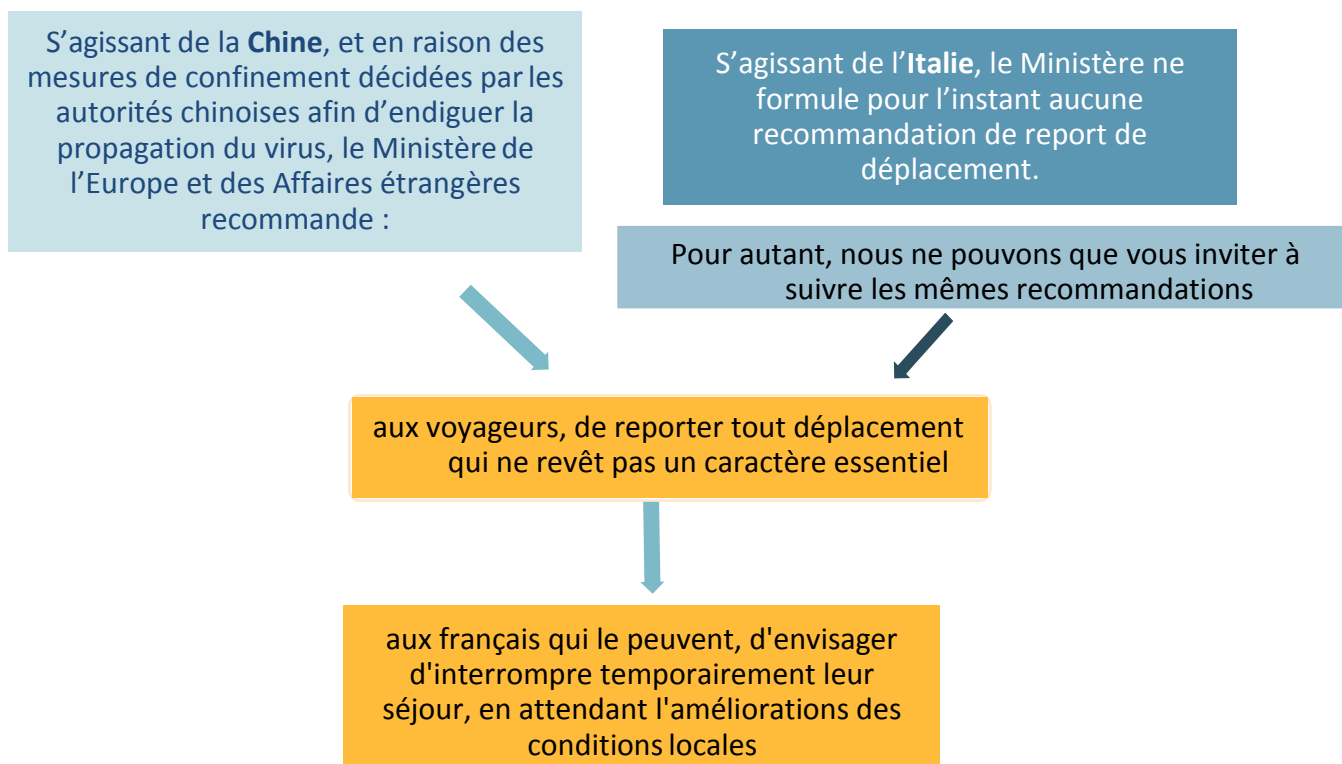 S’agissant de la Chine, et en raison des
mesures de confinement décidées par les
autorités chinoises afin d’endiguer la
propagation du virus, le Ministère de
l’Europe et des Affaires étrangères
recommande :
S’agissant de l’Italie, le Ministère ne
formule pour l’instant aucune
recommandation de report de
déplacement.
Pour autant, nous ne pouvons que vous inviter à
suivre les mêmes recommandations
aux voyageurs, de reporter tout déplacement
qui ne revêt pas un caractère essentiel
aux français qui le peuvent, d'envisager
d'interrompre temporairement leur
séjour, en attendant l'améliorations des
conditions locales